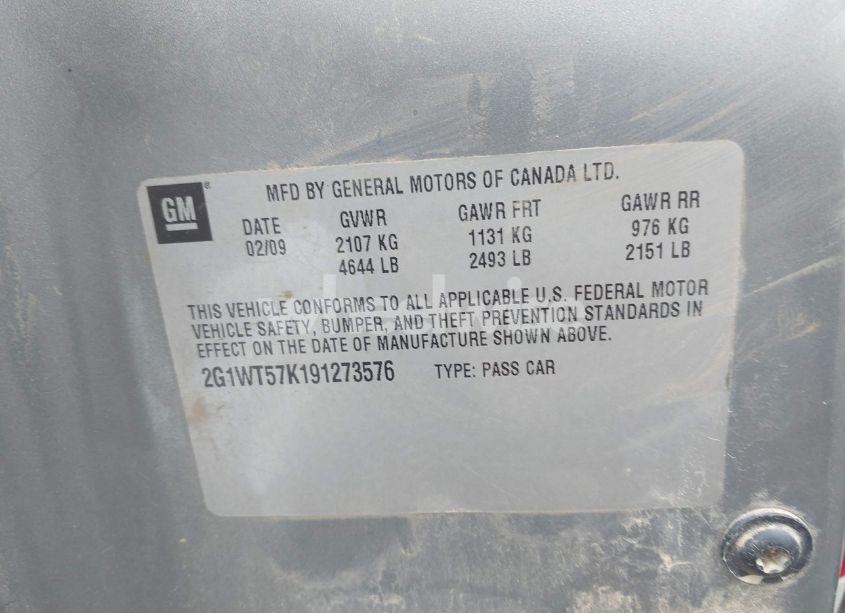 GM
MFD BY GENERAL MOTORS OF CANADA LTD.
DATE GVWR GAWR FRT GAWR RR
02/09 2107 KG 1131 KG 976 KG
4644 LB 2493 LB 2151 LB
THIS VEHICLE CONFORMS TO ALL APPLICABLE U.S. FEDERAL MOTOR
VEHICLE SAFETY, BUMPER, AND THEFT PREVENTION STANDARDS IN
EFFECT ON THE DATE OF MANUFACTURE SHOWN ABOVE.
2G1WT57K191273576 TYPE: PASS CAR